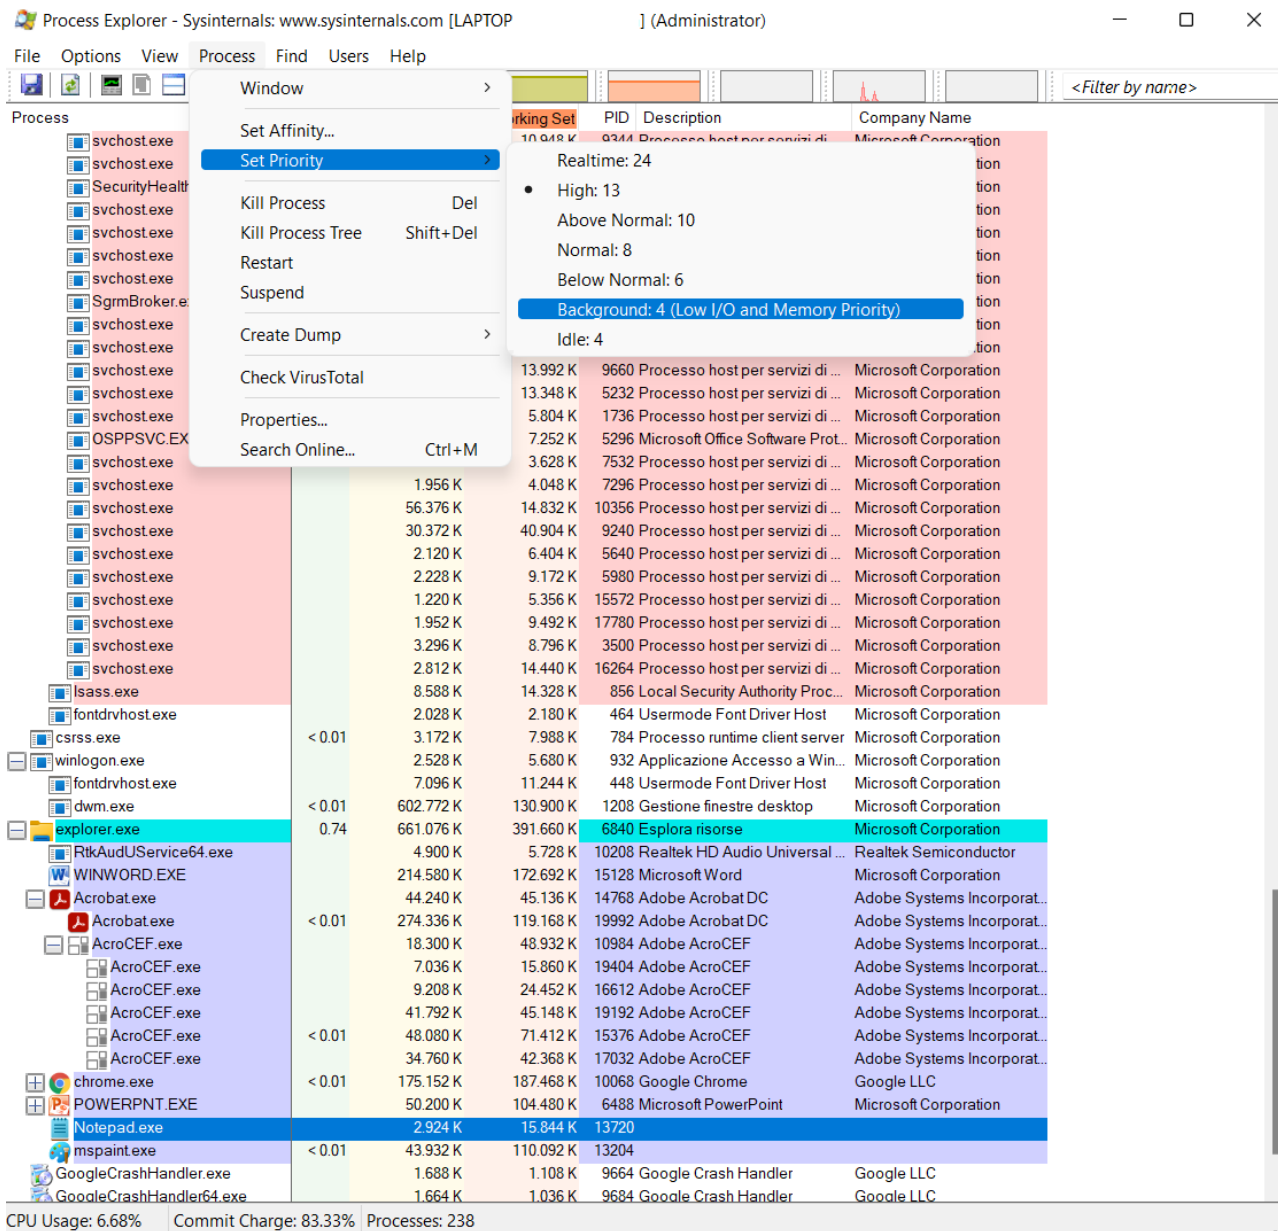 Process Explorer - Sysinternals: www.sysinternals.com [LAPTOP ] (Administrator)
File Options View Process Find Users Help
<Filter by name>
Process rking Set PID Description Company Name
Window
Set Affinity...
Set Priority
Kill Process Del
Kill Process Tree Shift+Del
Restart
Suspend
Create Dump
Check VirusTotal
Properties...
Search Online... Ctrl+M
Realtime: 24
High: 13
Above Normal: 10
Normal: 8
Below Normal: 6
Background: 4 (Low I/O and Memory Priority)
Idle: 4
svchost.exe 10.948 K 9344 Processo host per servizi di ... Microsoft Corporation
svchost.exe tion
SecurityHealth tion
svchost.exe tion
svchost.exe tion
svchost.exe tion
svchost.exe tion
SgrmBroker.e tion
svchost.exe tion
svchost.exe tion
svchost.exe 13.992 K 9660 Processo host per servizi di ... Microsoft Corporation
svchost.exe 13.348 K 5232 Processo host per servizi di ... Microsoft Corporation
svchost.exe 5.804 K 1736 Processo host per servizi di ... Microsoft Corporation
OSPPSVC.EX 7.252 K 5296 Microsoft Office Software Prot... Microsoft Corporation
svchost.exe 3.628 K 7532 Processo host per servizi di ... Microsoft Corporation
svchost.exe 1.956 K 4.048 K 7296 Processo host per servizi di ... Microsoft Corporation
svchost.exe 56.376 K 14.832 K 10356 Processo host per servizi di ... Microsoft Corporation
svchost.exe 30.372 K 40.904 K 9240 Processo host per servizi di ... Microsoft Corporation
svchost.exe 2.120 K 6.404 K 5640 Processo host per servizi di ... Microsoft Corporation
svchost.exe 2.228 K 9.172 K 5980 Processo host per servizi di ... Microsoft Corporation
svchost.exe 1.220 K 5.356 K 15572 Processo host per servizi di ... Microsoft Corporation
svchost.exe 1.952 K 9.492 K 17780 Processo host per servizi di ... Microsoft Corporation
svchost.exe 3.296 K 8.796 K 3500 Processo host per servizi di ... Microsoft Corporation
svchost.exe 2.812 K 14.440 K 16264 Processo host per servizi di ... Microsoft Corporation
lsass.exe 8.588 K 14.328 K 856 Local Security Authority Proc... Microsoft Corporation
fontdrvhost.exe 2.028 K 2.180 K 464 Usermode Font Driver Host Microsoft Corporation
csrss.exe < 0.01 3.172 K 7.988 K 784 Processo runtime client server Microsoft Corporation
winlogon.exe 2.528 K 5.680 K 932 Applicazione Accesso a Win... Microsoft Corporation
fontdrvhost.exe 7.096 K 11.244 K 448 Usermode Font Driver Host Microsoft Corporation
dwm.exe < 0.01 602.772 K 130.900 K 1208 Gestione finestre desktop Microsoft Corporation
explorer.exe 0.74 661.076 K 391.660 K 6840 Esplora risorse Microsoft Corporation
RtkAudUService64.exe 4.900 K 5.728 K 10208 Realtek HD Audio Universal ... Realtek Semiconductor
WINWORD.EXE 214.580 K 172.692 K 15128 Microsoft Word Microsoft Corporation
Acrobat.exe 44.240 K 45.136 K 14768 Adobe Acrobat DC Adobe Systems Incorporat...
Acrobat.exe < 0.01 274.336 K 119.168 K 19992 Adobe Acrobat DC Adobe Systems Incorporat...
AcroCEF.exe 18.300 K 48.932 K 10984 Adobe AcroCEF Adobe Systems Incorporat...
AcroCEF.exe 7.036 K 15.860 K 19404 Adobe AcroCEF Adobe Systems Incorporat...
AcroCEF.exe 9.208 K 24.452 K 16612 Adobe AcroCEF Adobe Systems Incorporat...
AcroCEF.exe 41.792 K 45.148 K 19192 Adobe AcroCEF Adobe Systems Incorporat...
AcroCEF.exe < 0.01 48.080 K 71.412 K 15376 Adobe AcroCEF Adobe Systems Incorporat...
AcroCEF.exe 34.760 K 42.368 K 17032 Adobe AcroCEF Adobe Systems Incorporat...
chrome.exe < 0.01 175.152 K 187.468 K 10068 Google Chrome Google LLC
POWERPNT.EXE 50.200 K 104.480 K 6488 Microsoft PowerPoint Microsoft Corporation
Notepad.exe 2.924 K 15.844 K 13720
mspaint.exe < 0.01 43.932 K 110.092 K 13204
GoogleCrashHandler.exe 1.688 K 1.108 K 9664 Google Crash Handler Google LLC
GoogleCrashHandler64.exe 1.664 K 1.036 K 9684 Google Crash Handler Google LLC
CPU Usage: 6.68% Commit Charge: 83.33% Processes: 238